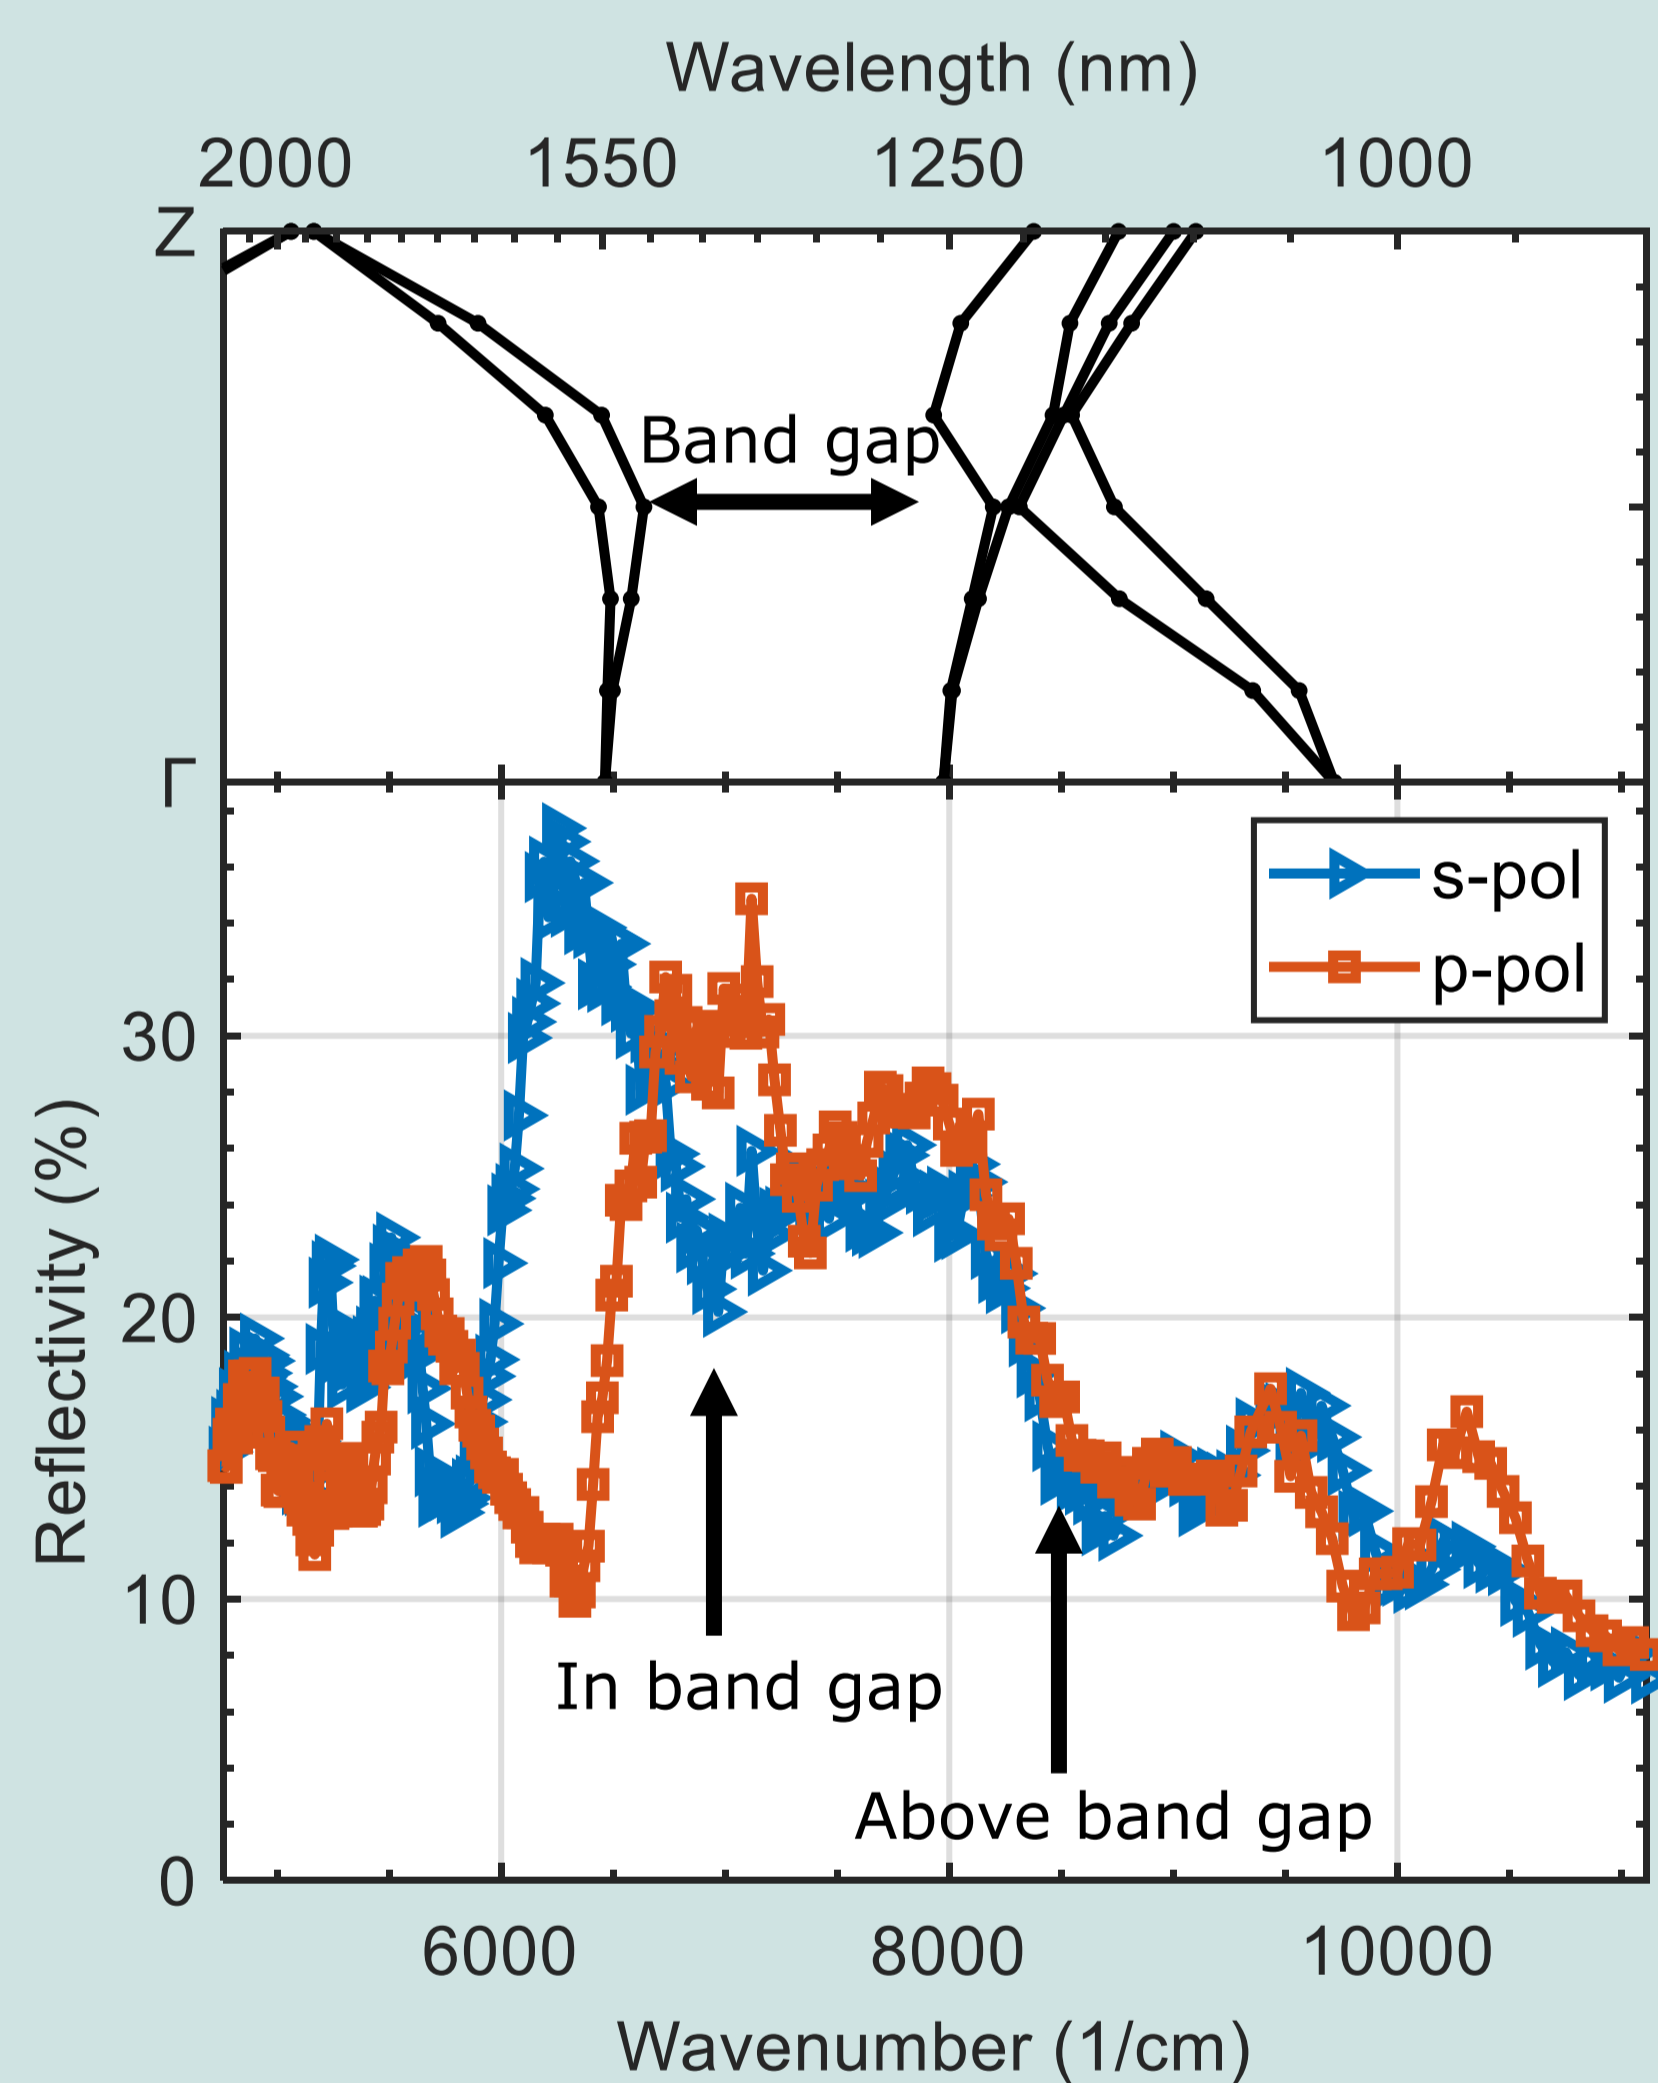 Wavelength (nm)
2000 1550 1250 1000
Z
Band gap
Γ
s-pol
p-pol
30
20
10
0
Reflectivity (%)
In band gap
Above band gap
6000 8000 10000
Wavenumber (1/cm)